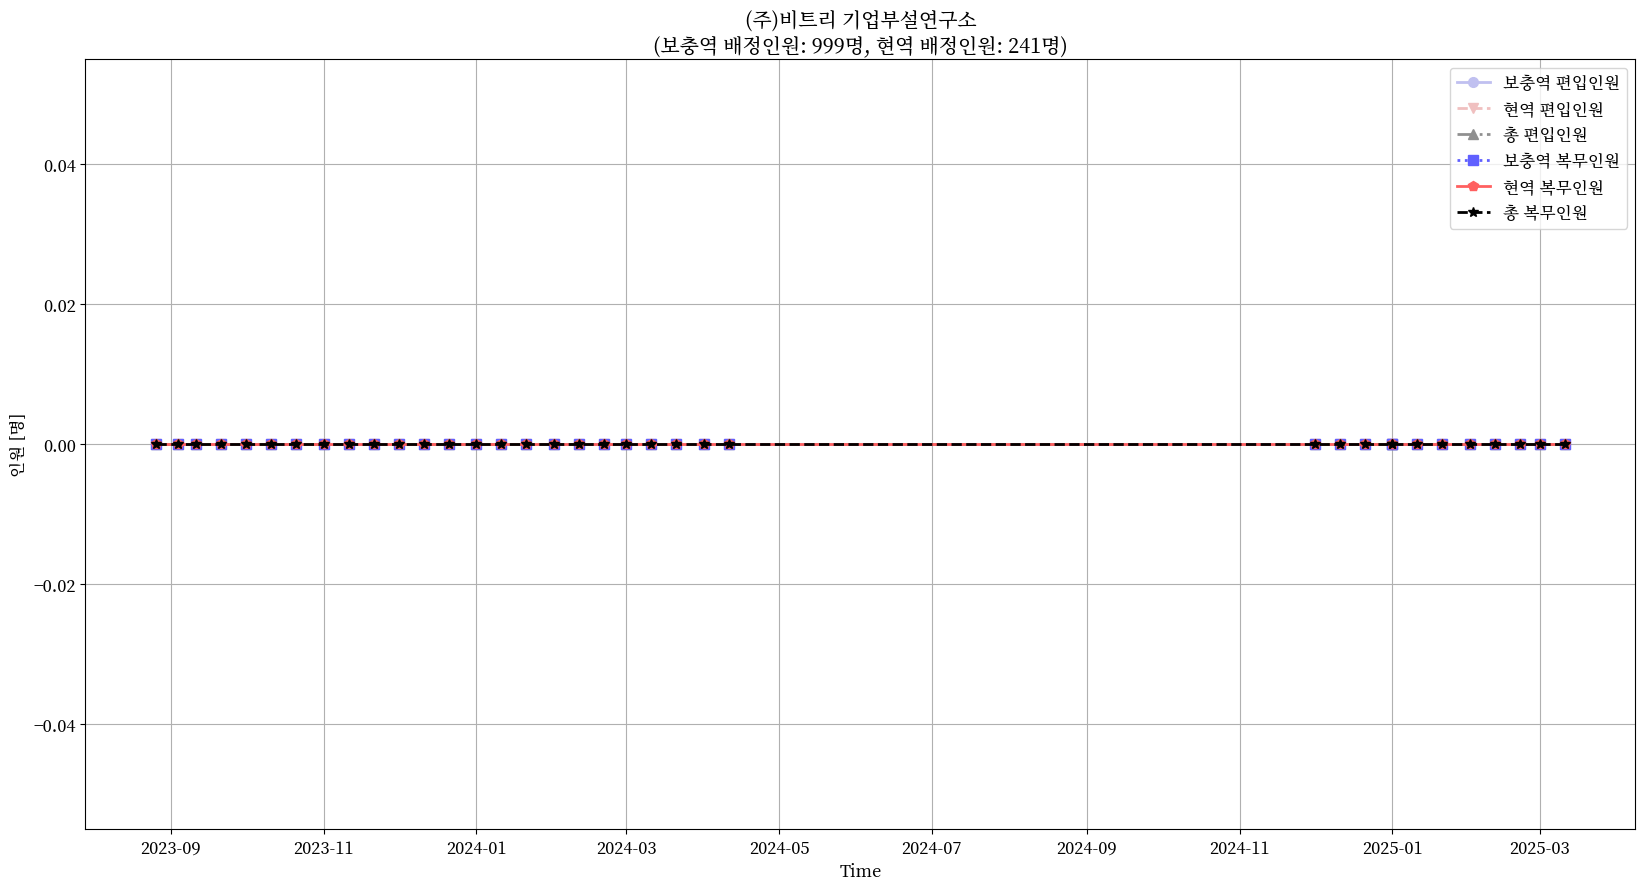 (주)비트리 기업부설연구소
(보충역 배정인원: 999명, 현역 배정인원: 241명)
보충역 편입인원
현역 편입인원
총 편입인원
보충역 복무인원
현역 복무인원
총 복무인원
인원 [명]
0.04
0.02
0.00
−0.02
−0.04
2023-09 2023-11 2024-01 2024-03 2024-05 2024-07 2024-09 2024-11 2025-01 2025-03
Time